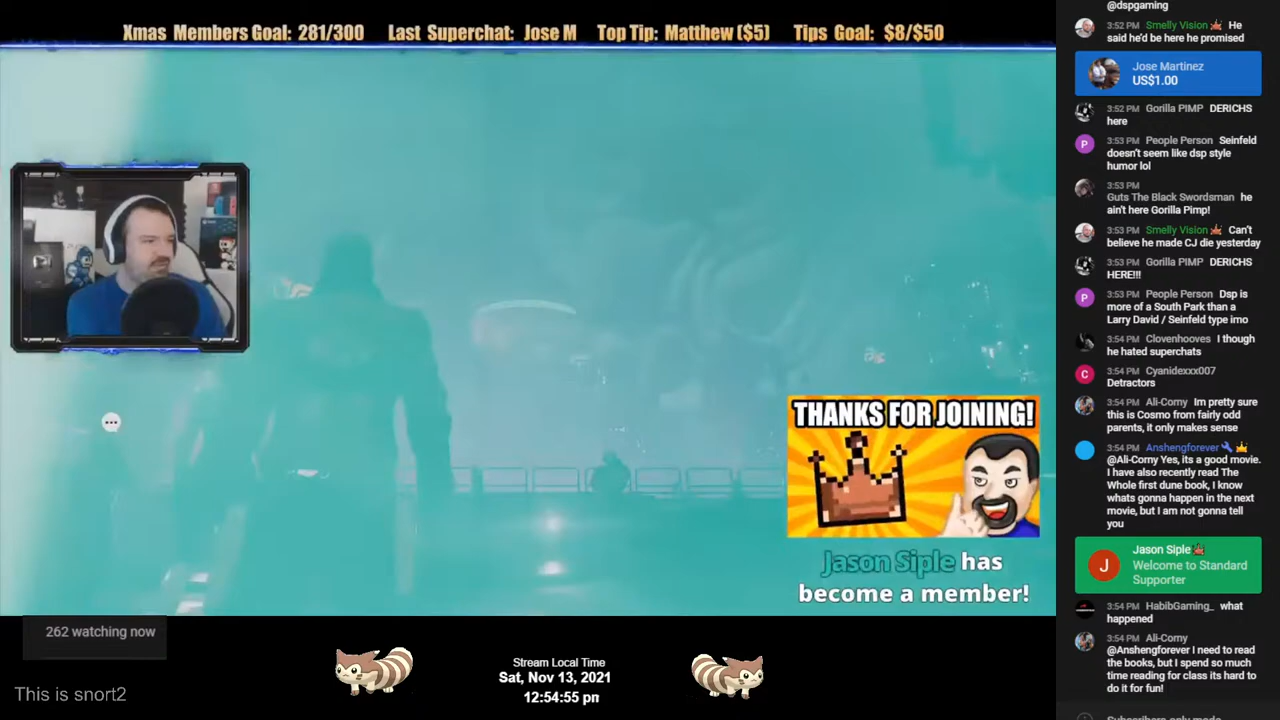 Xmas Members Goal: 281/300 Last Superchat: Jose M Top Tip: Matthew ($5) Tips Goal: $8/$50
THANKS FOR JOINING!
Jason Siple has
become a member!
262 watching now
This is snort2
Stream Local Time
Sat, Nov 13, 2021
12:54:55 pm
@dspgaming
3:52 PM Smelly Vision He
said he'd be here he promised
Jose Martinez
US$1.00
3:52 PM Gorilla PIMP DERICHS
here
3:53 PM People Person Seinfeld
doesn't seem like dsp style
humor lol
3:53 PM
Guts The Black Swordsman he
ain't here Gorilla Pimp!
3:53 PM Smelly Vision Can't
believe he made CJ die yesterday
3:53 PM Gorilla PIMP DERICHS
HERE!!!
3:53 PM People Person Dsp is
more of a South Park than a
Larry David / Seinfeld type imo
3:54 PM Clovenhooves I though
he hated superchats
3:54 PM Cyanidexxx007
Detractors
3:54 PM Ali-Corny Im pretty sure
this is Cosmo from fairly odd
parents, it only makes sense
3:54 PM Anshengforever
@Ali-Corny Yes, its a good movie.
I have also recently read The
Whole first dune book, I know
whats gonna happen in the next
movie, but I am not gonna tell
you
Jason Siple
Welcome to Standard
Supporter
3:54 PM HabibGaming_ what
happened
3:54 PM Ali-Corny
@Anshengforever I need to read
the books, but I spend so much
time reading for class its hard to
do it for fun!
Subscribers-only mode